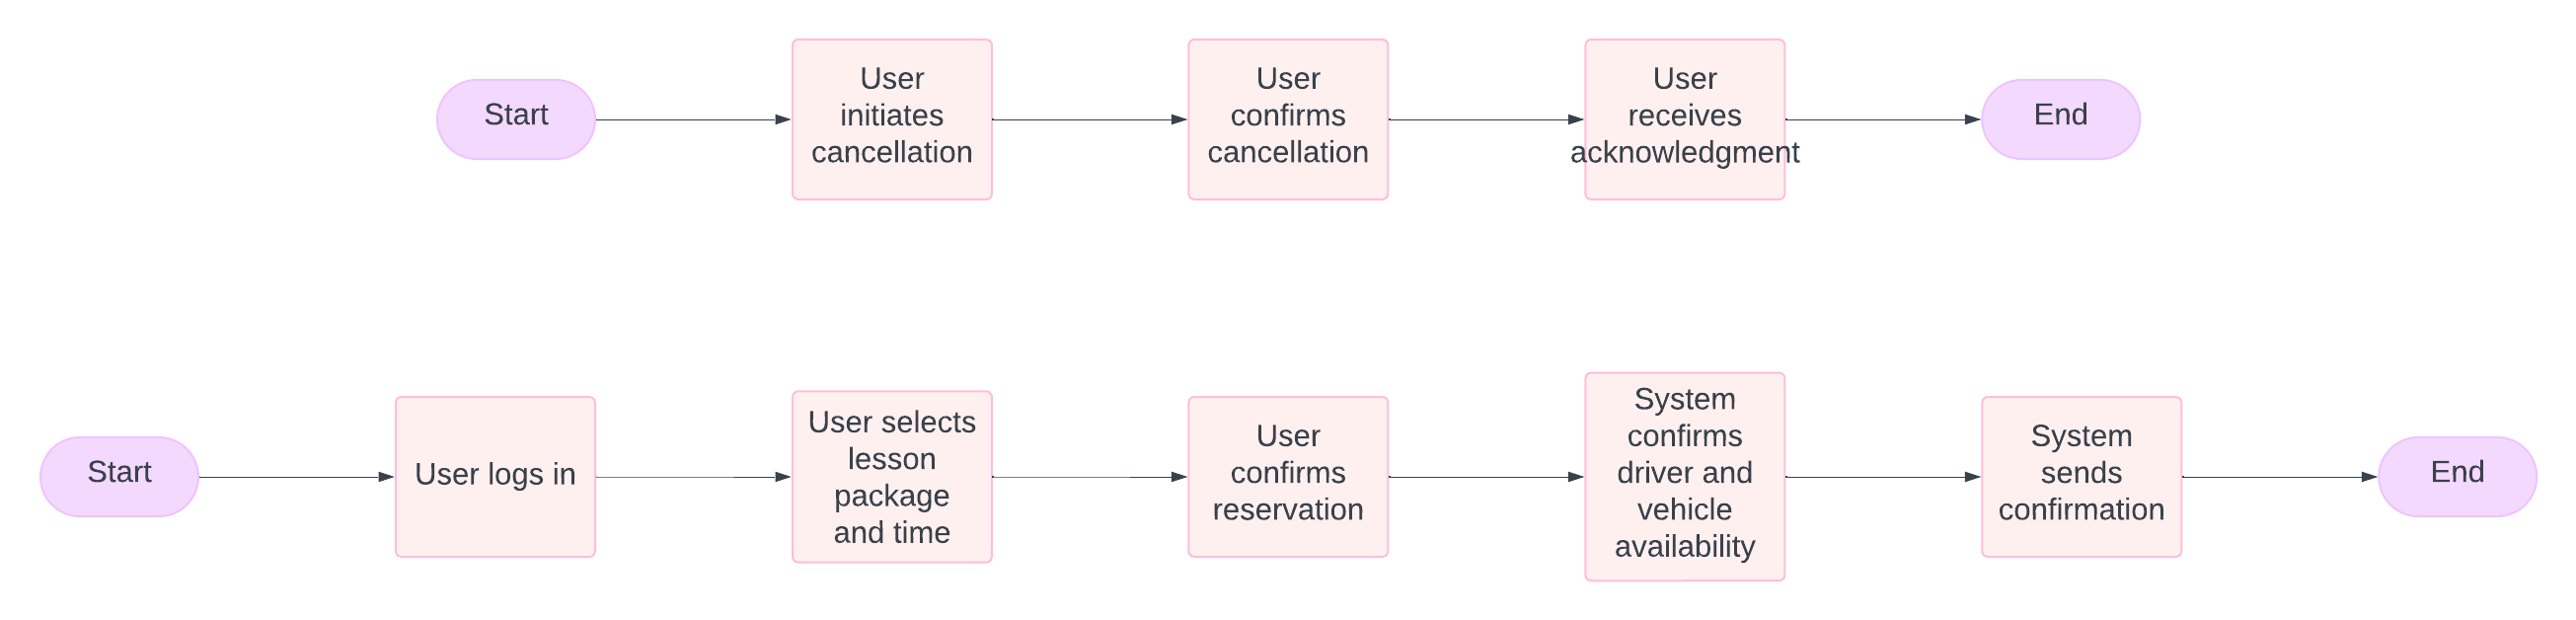 Start
User
initiates
cancellation
User
confirms
cancellation
User
receives
acknowledgment
End
Start
User logs in
User selects
lesson
package
and time
User
confirms
reservation
System
confirms
driver and
vehicle
availability
System
sends
confirmation
End